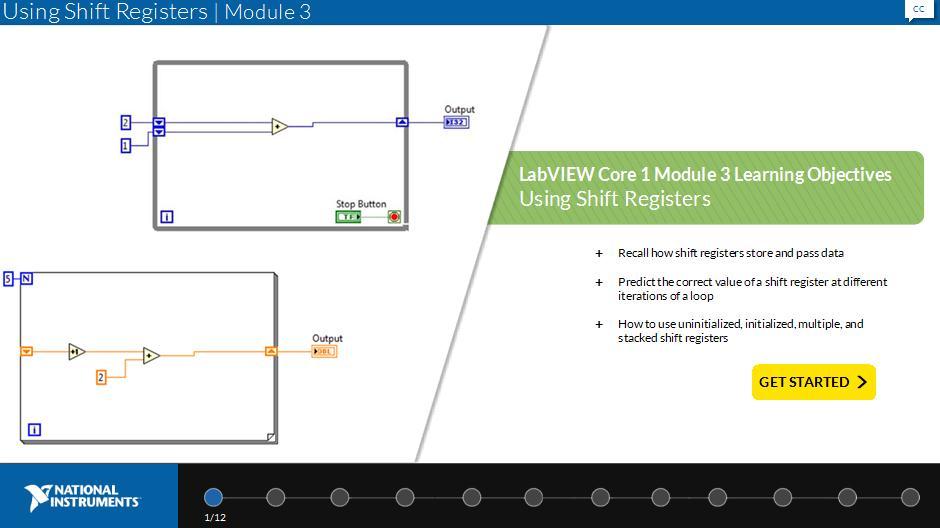 Using Shift Registers | Module 3
CC
2
1
Output
I32
Stop Button
TF
i
5
N
+1
2
Output
DBL
i
LabVIEW Core 1 Module 3 Learning Objectives
Using Shift Registers
+ Recall how shift registers store and pass data
+ Predict the correct value of a shift register at different
iterations of a loop
+ How to use uninitialized, initialized, multiple, and
stacked shift registers
GET STARTED
NATIONAL
INSTRUMENTS
1/12